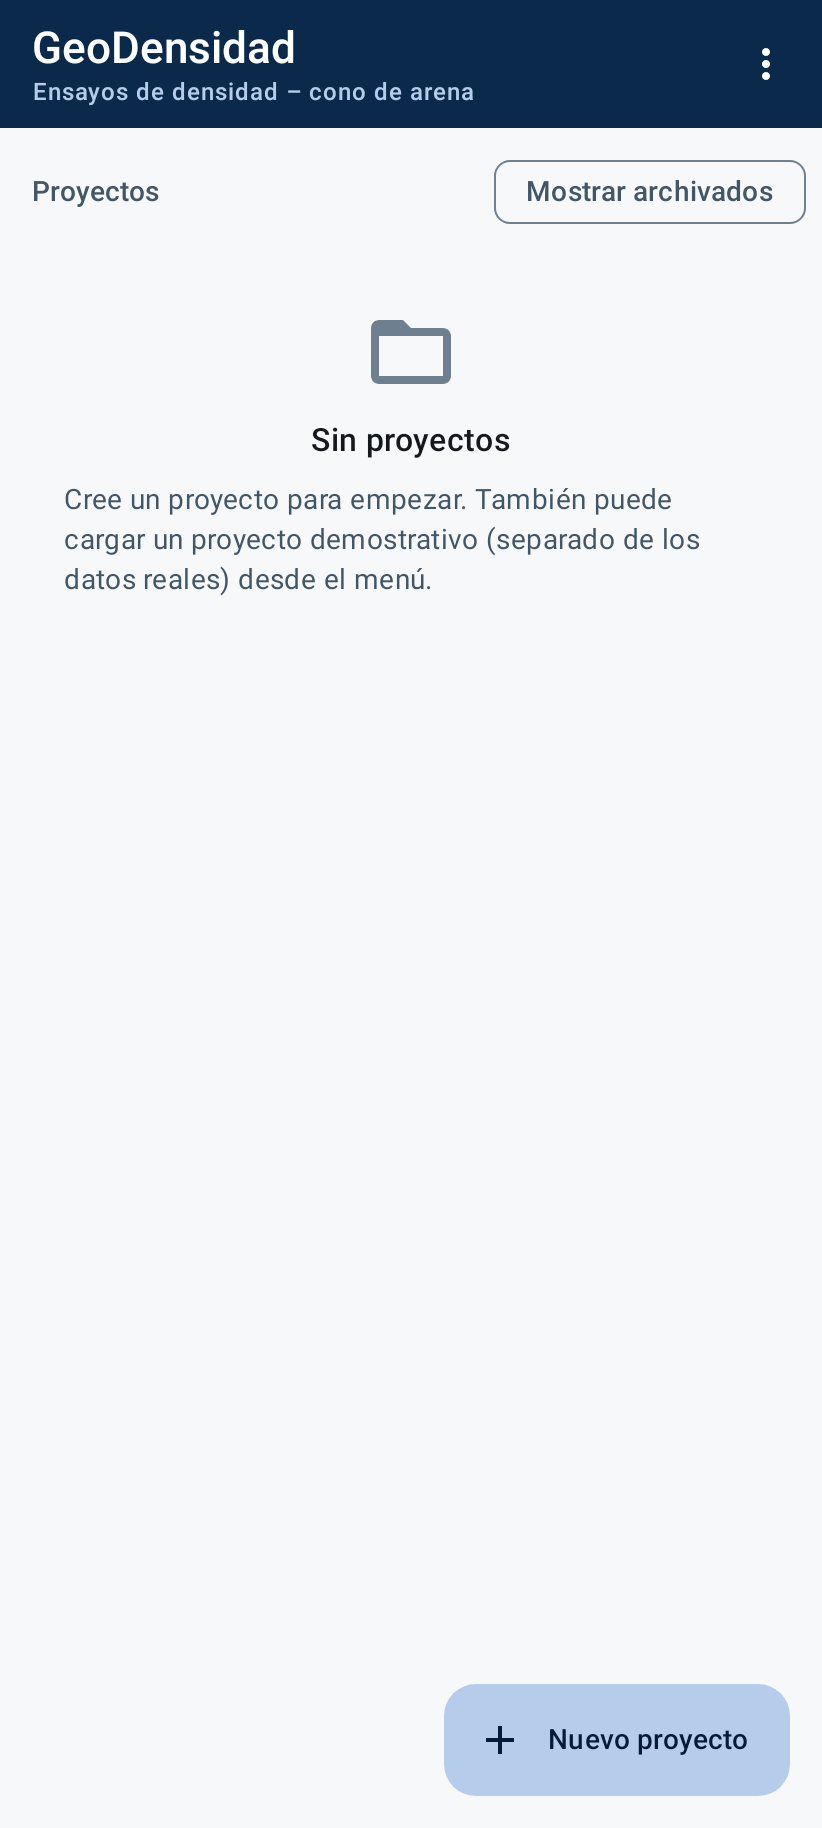 GeoDensidad
Ensayos de densidad – cono de arena
Proyectos
Mostrar archivados
Sin proyectos
Cree un proyecto para empezar. También puede
cargar un proyecto demostrativo (separado de los
datos reales) desde el menú.
Nuevo proyecto